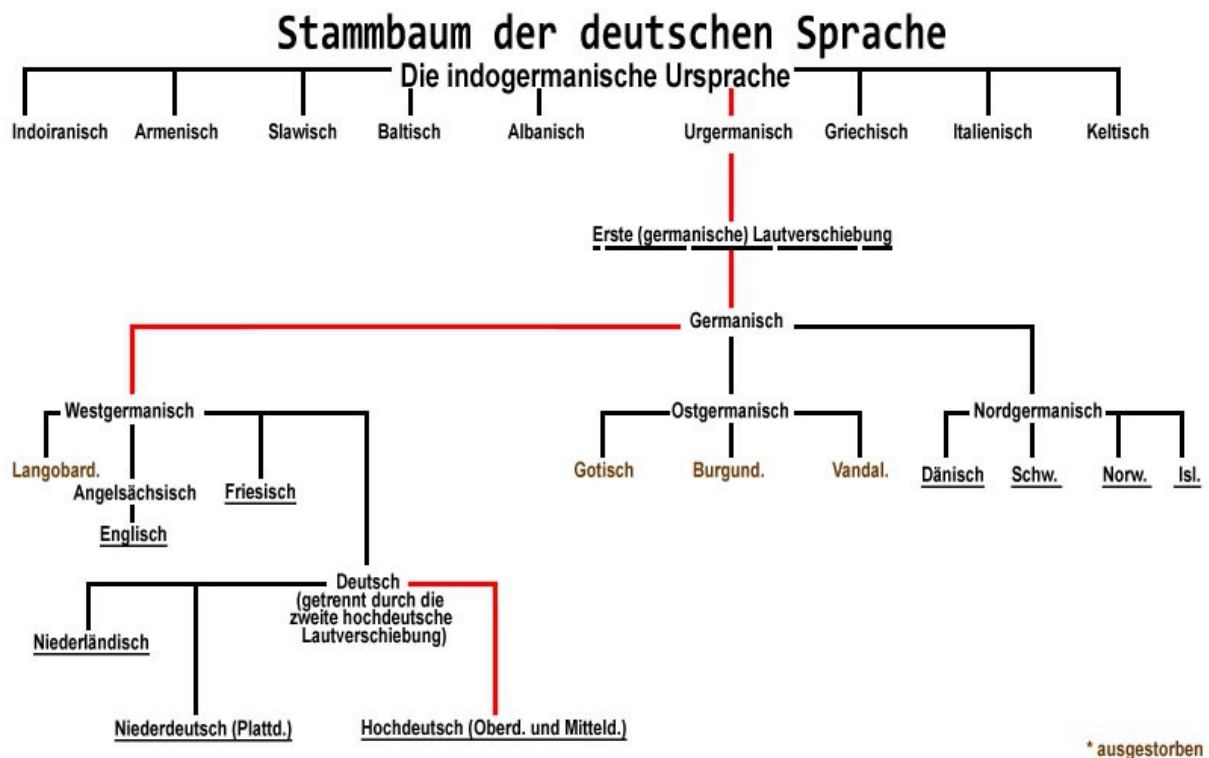 Stammbaum der deutschen Sprache
Die indogermanische Ursprache
Indoiranisch Armenisch Slawisch Baltisch Albanisch Urgermanisch Griechisch Italienisch Keltisch
Erste (germanische) Lautverschiebung
Germanisch
Westgermanisch Ostgermanisch Nordgermanisch
Langobard. Gotisch Burgund. Vandal. Dänisch Schw. Norw. Isl.
Angelsächsisch Friesisch
Englisch
Deutsch
(getrennt durch die
zweite hochdeutsche
Lautverschiebung)
Niederländisch
Niederdeutsch (Plattd.) Hochdeutsch (Oberd. und Mitteld.)
* ausgestorben